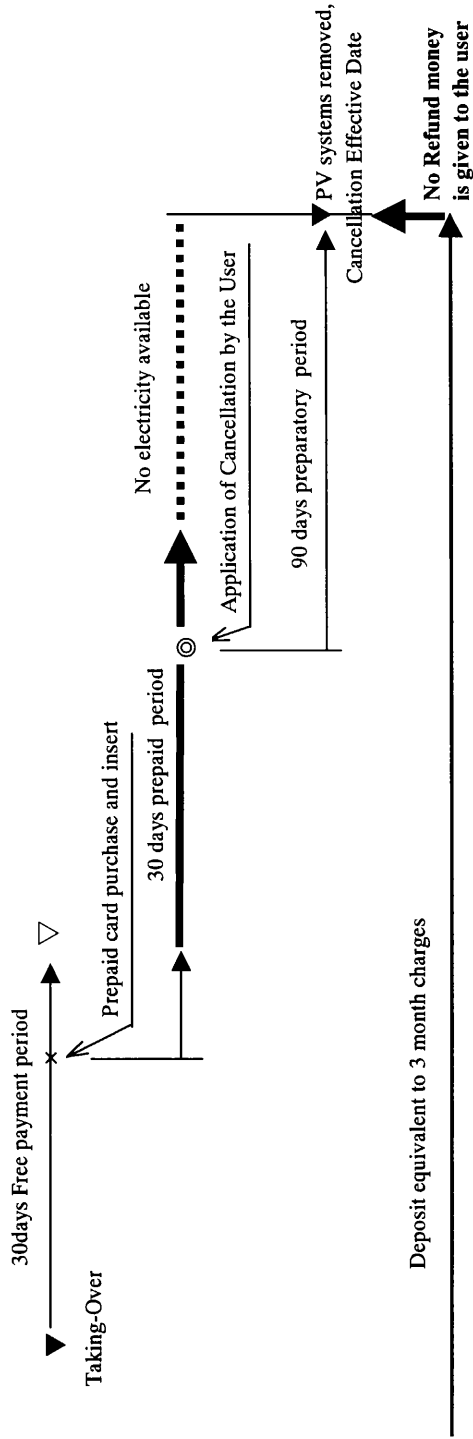 30days Free payment period
Taking-Over
Prepaid card purchase and insert
30 days prepaid period
No electricity available
Application of Cancellation by the User
90 days preparatory period
PV systems removed,
Cancellation Effective Date
Deposit equivalent to 3 month charges
No Refund money
is given to the user